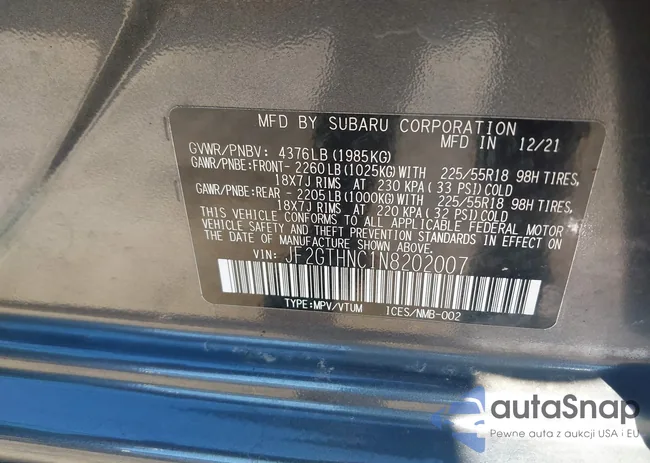 MFD BY SUBARU CORPORATION
MFD IN 12/21
GVWR/PNBV: 4376LB (1985KG)
GAWR/PNBE:FRONT- 2260LB (1025KG)WITH 225/55R18 98H TIRES,
18X7J RIMS AT 230 KPA ( 33 PSI)COLD
GAWR/PNBE:REAR - 2205LB (1000KG)WITH 225/55R18 98H TIRES,
18X7J RIMS AT 220 KPA ( 32 PSI)COLD
THIS VEHICLE CONFORMS TO ALL APPLICABLE FEDERAL MOTOR
VEHICLE SAFETY AND THEFT PREVENTION STANDARDS IN EFFECT
ON THE DATE OF MANUFACTURE SHOWN ABOVE.
VIN: JF2GTHNC1N8202007
TYPE:MPV/VTUM ICES/NMB-002
autaSnap
Pewne auta z aukcji USA i EU